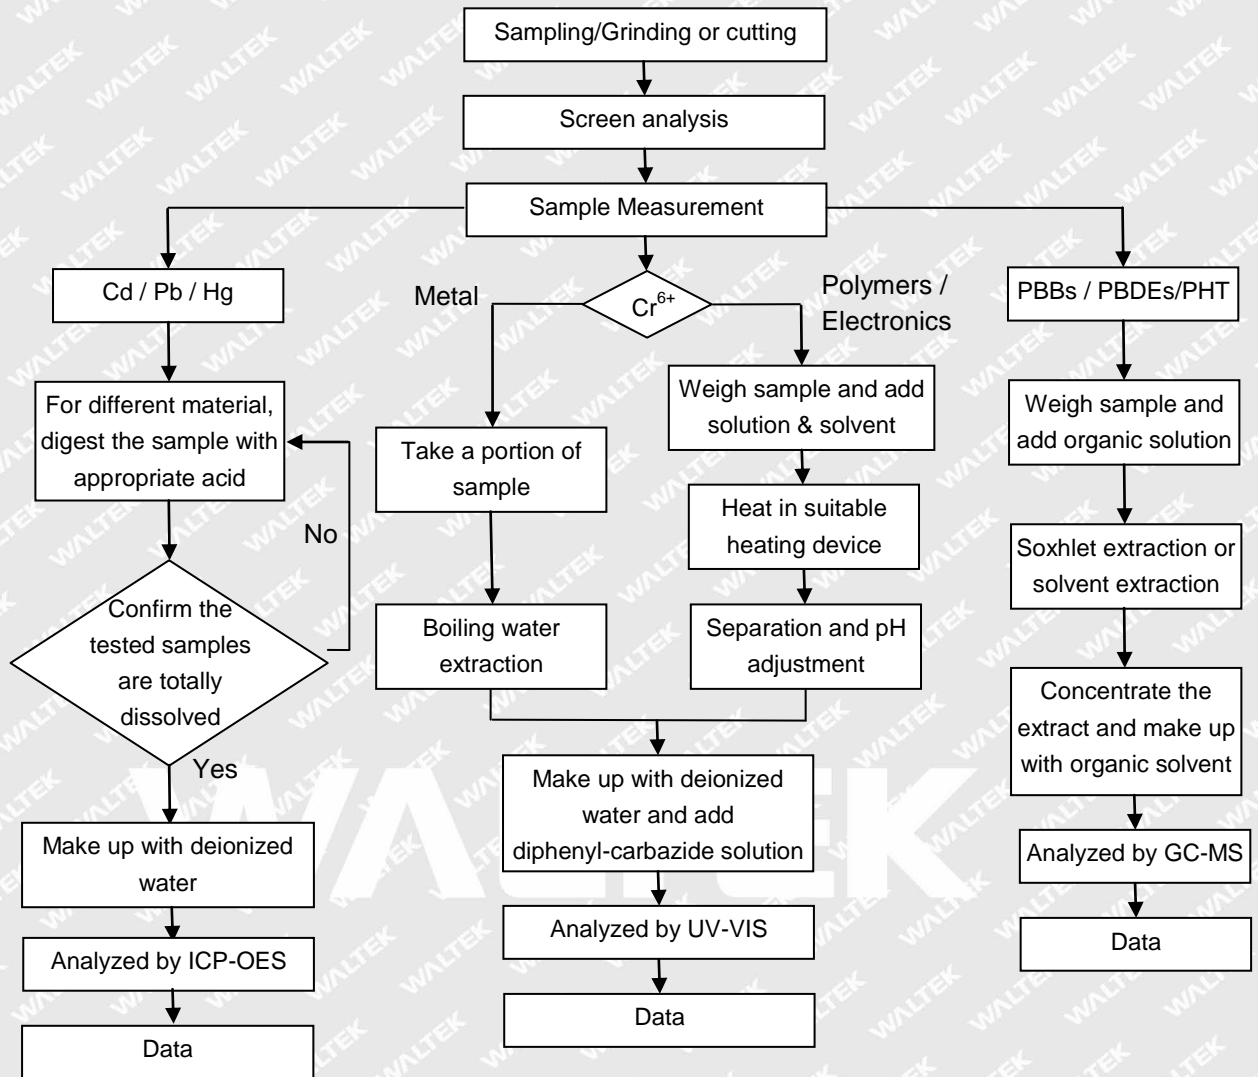 Sampling/Grinding or cutting
Screen analysis
Sample Measurement
Cd / Pb / Hg
For different material,
digest the sample with
appropriate acid
No
Confirm the
tested samples
are totally
dissolved
Yes
Make up with deionized
water
Analyzed by ICP-OES
Data
Cr6+
Metal
Take a portion of
sample
Boiling water
extraction
Polymers /
Electronics
Weigh sample and add
solution & solvent
Heat in suitable
heating device
Separation and pH
adjustment
Make up with deionized
water and add
diphenyl-carbazide solution
Analyzed by UV-VIS
Data
PBBs / PBDEs/PHT
Weigh sample and
add organic solution
Soxhlet extraction or
solvent extraction
Concentrate the
extract and make up
with organic solvent
Analyzed by GC-MS
Data
WALTEK